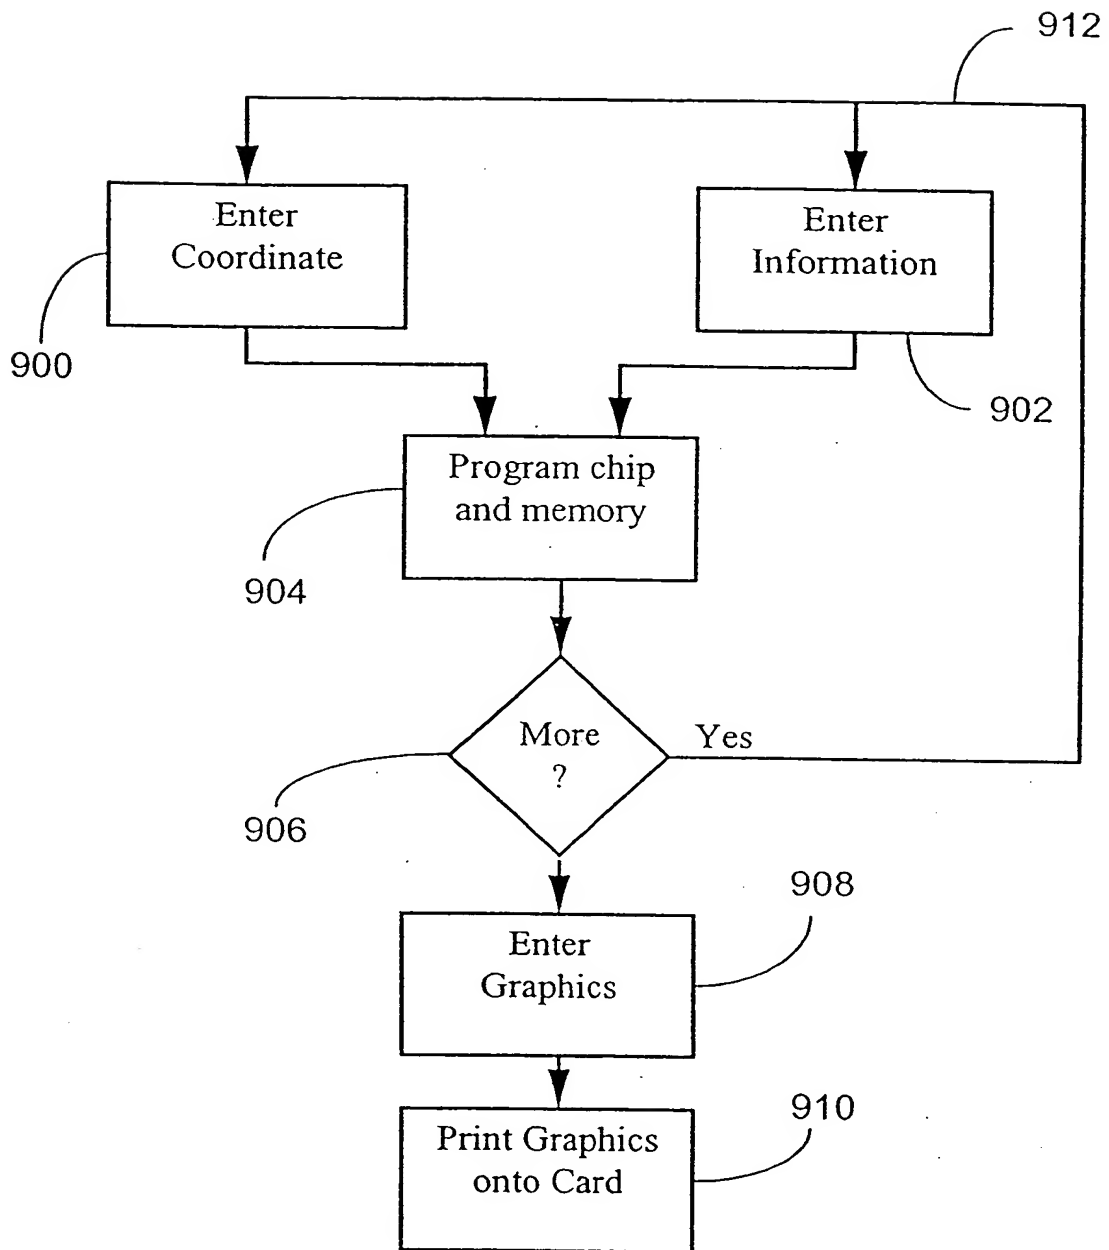 912
Enter
Coordinate
Enter
Information
900
902
Program chip
and memory
904
More
?
Yes
906
908
Enter
Graphics
910
Print Graphics
onto Card